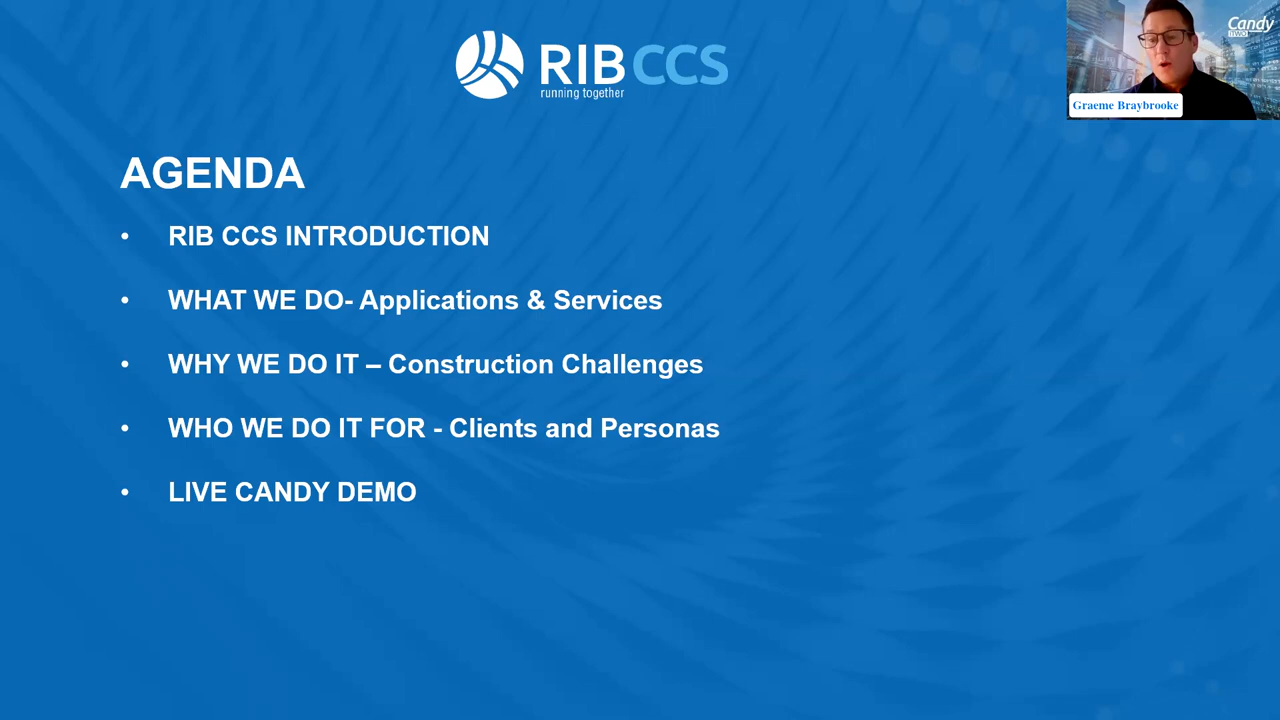 RIB CCS
running together
Candy
iTWO
Graeme Braybrooke
AGENDA
• RIB CCS INTRODUCTION
• WHAT WE DO- Applications & Services
• WHY WE DO IT – Construction Challenges
• WHO WE DO IT FOR - Clients and Personas
• LIVE CANDY DEMO